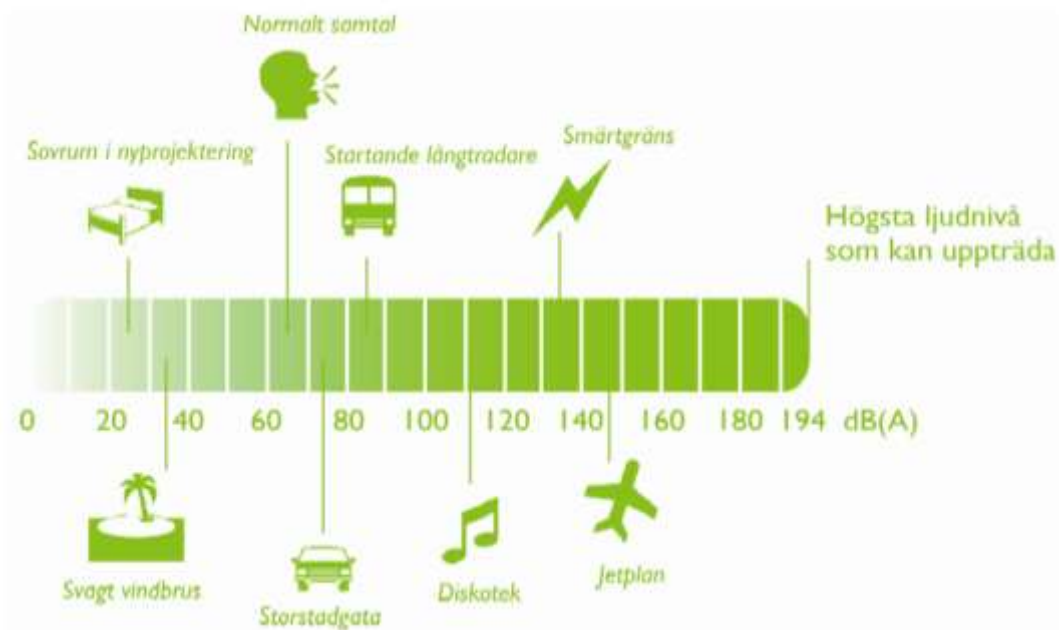 Normalt samtal
Sovrum i nyprojektering
Startande långtradare
Smärtgräns
Högsta ljudnivå
som kan uppträda
0 20 40 60 80 100 120 140 160 180 194 dB(A)
Svagt vindbrus
Storstadgata
Diskotek
Jetplan